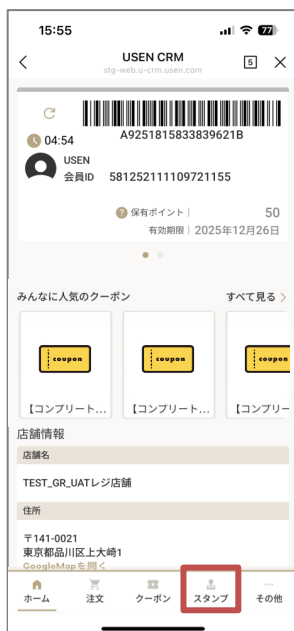 15:55
77
USEN CRM
stg-web.u-crm.usen.com
5
A9251815833839621B
04:54
USEN
会員ID 581252111109721155
? 保有ポイント | 50
有効期限 | 2025年12月26日
みんなに人気のクーポン すべて見る >
coupon coupon coupon
【コンプリート... 【コンプリート... 【コンプリー
店舗情報
店舗名
TEST_GR_UATレジ店舗
住所
〒141-0021
東京都品川区上大崎1
GoogleMapを開く
ホーム 注文 クーポン スタンプ その他